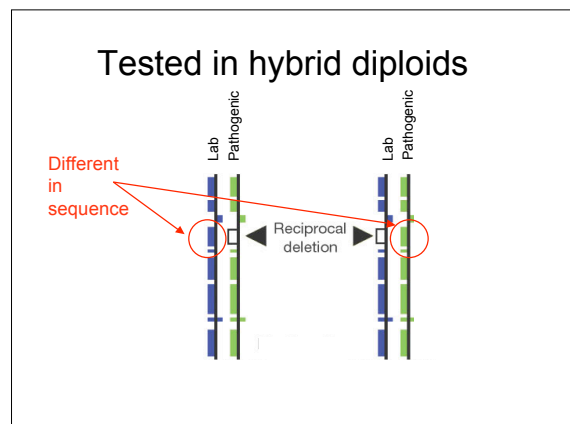 Tested in hybrid diploids
Lab
Pathogenic
Lab
Pathogenic
Different
in
sequence
Reciprocal
deletion